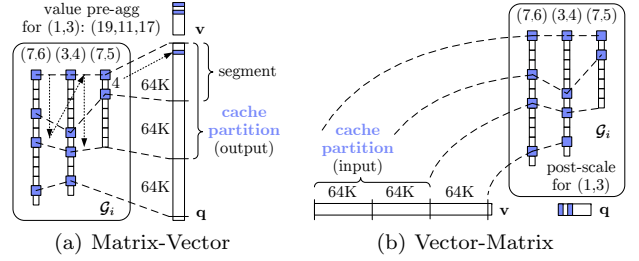 value pre-agg
for (1,3): (19,11,17)
v
(7,6) (3,4) (7,5)
4
64K
segment
64K
cache
partition
(output)
64K
𝒢i
q
(a) Matrix-Vector
(7,6) (3,4) (7,5)
cache
partition
(input)
𝒢i
64K 64K 64K
v
post-scale
for (1,3)
q
(b) Vector-Matrix